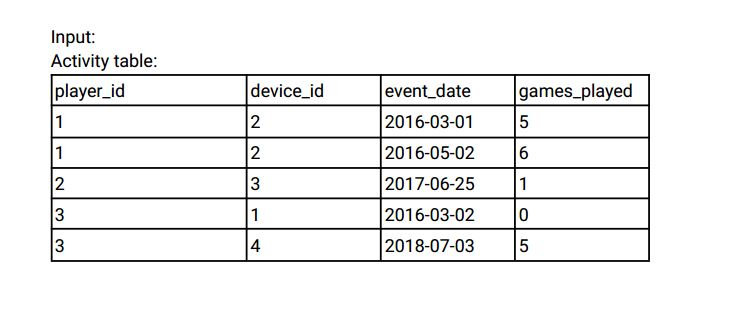 Input:
Activity table:
player_id device_id event_date games_played
1 2 2016-03-01 5
1 2 2016-05-02 6
2 3 2017-06-25 1
3 1 2016-03-02 0
3 4 2018-07-03 5